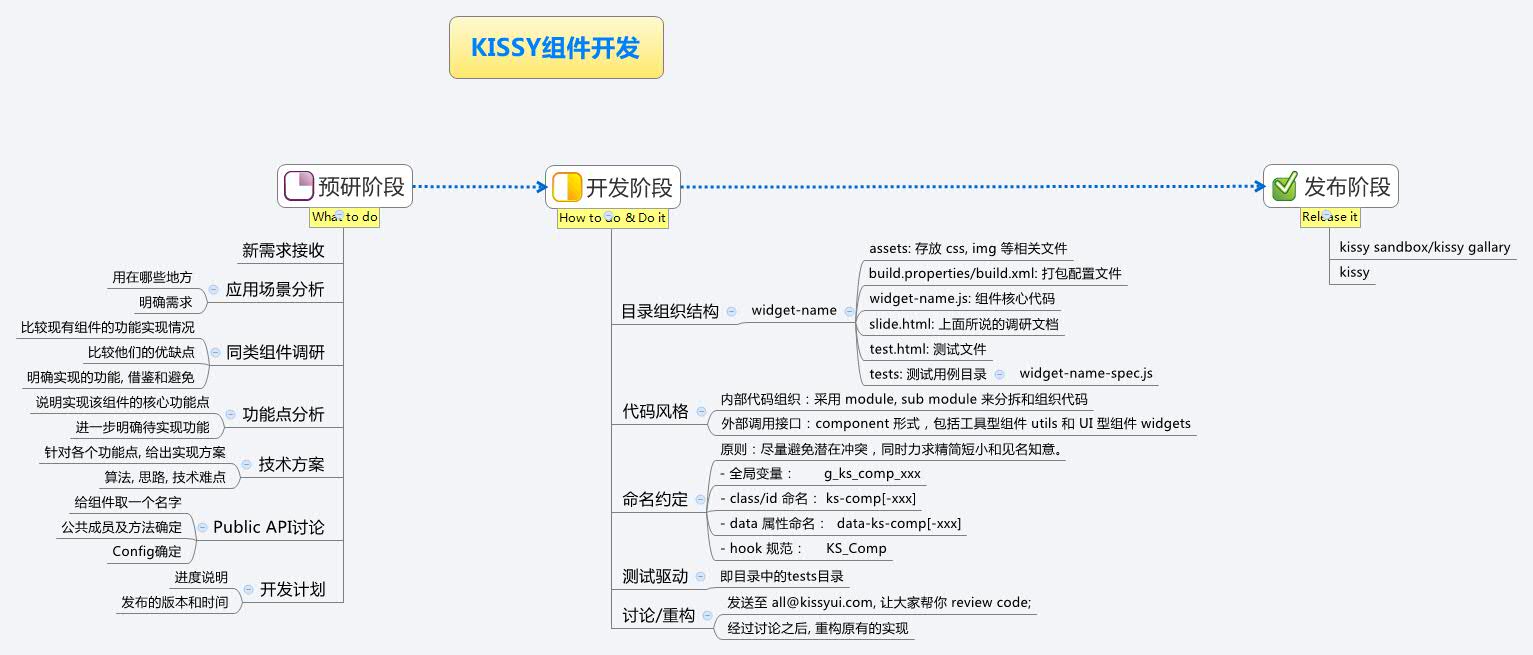 KISSY组件开发
预研阶段
What to do
新需求接收
应用场景分析
用在哪些地方
明确需求
同类组件调研
比较现有组件的功能实现情况
比较他们的优缺点
明确实现的功能, 借鉴和避免
功能点分析
说明实现该组件的核心功能点
进一步明确待实现功能
技术方案
针对各个功能点, 给出实现方案
算法, 思路, 技术难点
Public API讨论
给组件取一个名字
公共成员及方法确定
Config确定
开发计划
进度说明
发布的版本和时间
开发阶段
How to do & Do it
目录组织结构
widget-name
assets: 存放 css, img 等相关文件
build.properties/build.xml: 打包配置文件
widget-name.js: 组件核心代码
slide.html: 上面所说的调研文档
test.html: 测试文件
tests: 测试用例目录
widget-name-spec.js
代码风格
内部代码组织：采用 module, sub module 来分拆和组织代码
外部调用接口：component 形式，包括工具型组件 utils 和 UI 型组件 widgets
命名约定
原则：尽量避免潜在冲突，同时力求精简短小和见名知意。
- 全局变量： g_ks_comp_xxx
- class/id 命名： ks-comp[-xxx]
- data 属性命名： data-ks-comp[-xxx]
- hook 规范： KS_Comp
测试驱动
即目录中的tests目录
讨论/重构
发送至 all@kissyui.com, 让大家帮你 review code;
经过讨论之后, 重构原有的实现
发布阶段
Release it
kissy sandbox/kissy gallary
kissy